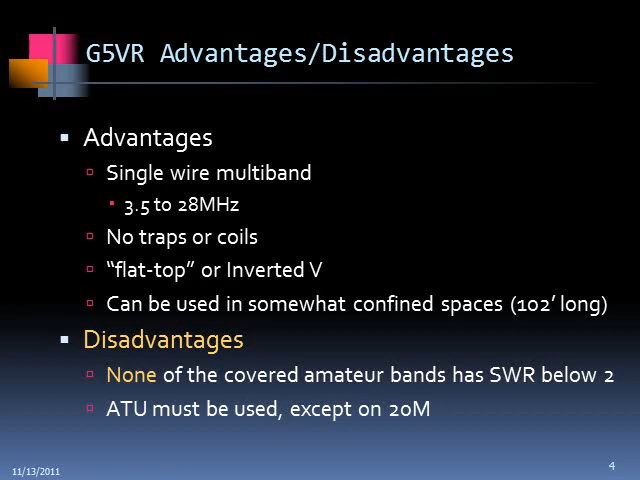 G5VR Advantages/Disadvantages
Advantages
Single wire multiband
3.5 to 28MHz
No traps or coils
“flat-top” or Inverted V
Can be used in somewhat confined spaces (102’ long)
Disadvantages
None of the covered amateur bands has SWR below 2
ATU must be used, except on 20M
11/13/2011
4